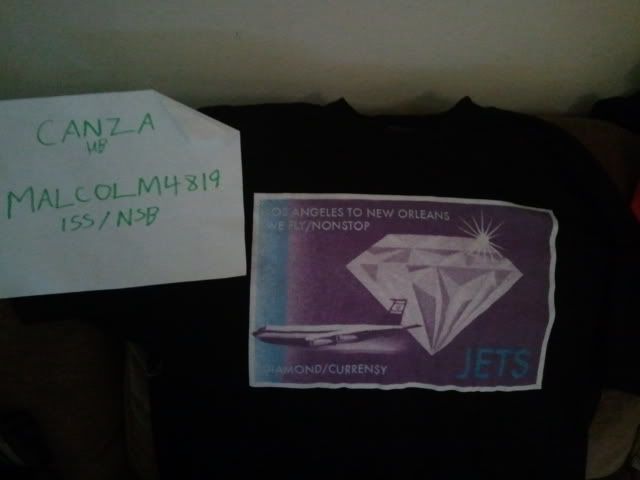 CANZA
HB
MALCOLM4819
ISS/NSB
LOS ANGELES TO NEW ORLEANS
WE FLY/NONSTOP
DIAMOND/CURRENSY
JETS